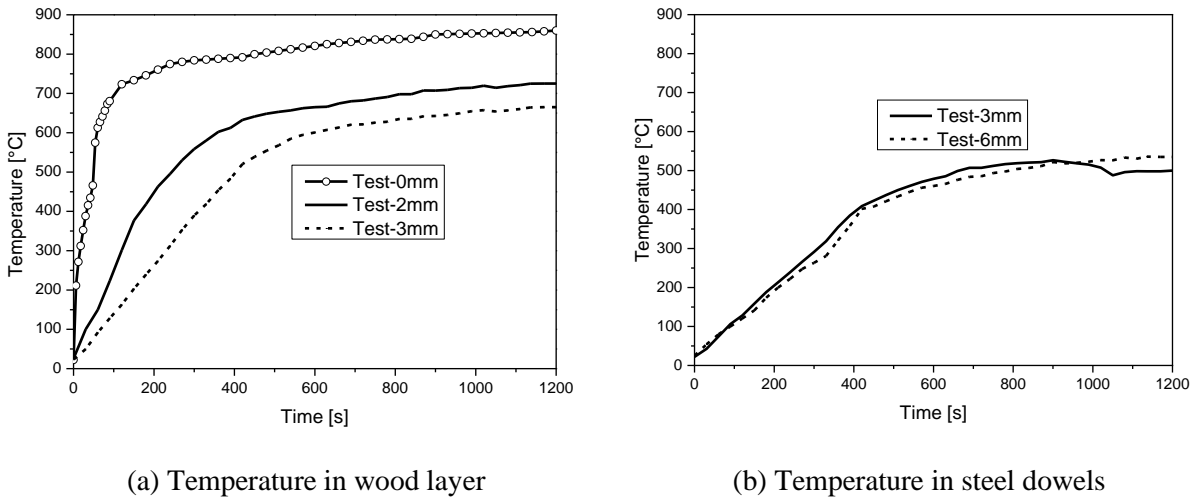 900
800
700
600
500
400
300
200
100
0
Temperature [°C]
Test-0mm
Test-2mm
Test-3mm
0 200 400 600 800 1000 1200
Time [s]
(a) Temperature in wood layer
900
800
700
600
500
400
300
200
100
0
Temperature [°C]
Test-3mm
Test-6mm
0 200 400 600 800 1000 1200
Time [s]
(b) Temperature in steel dowels